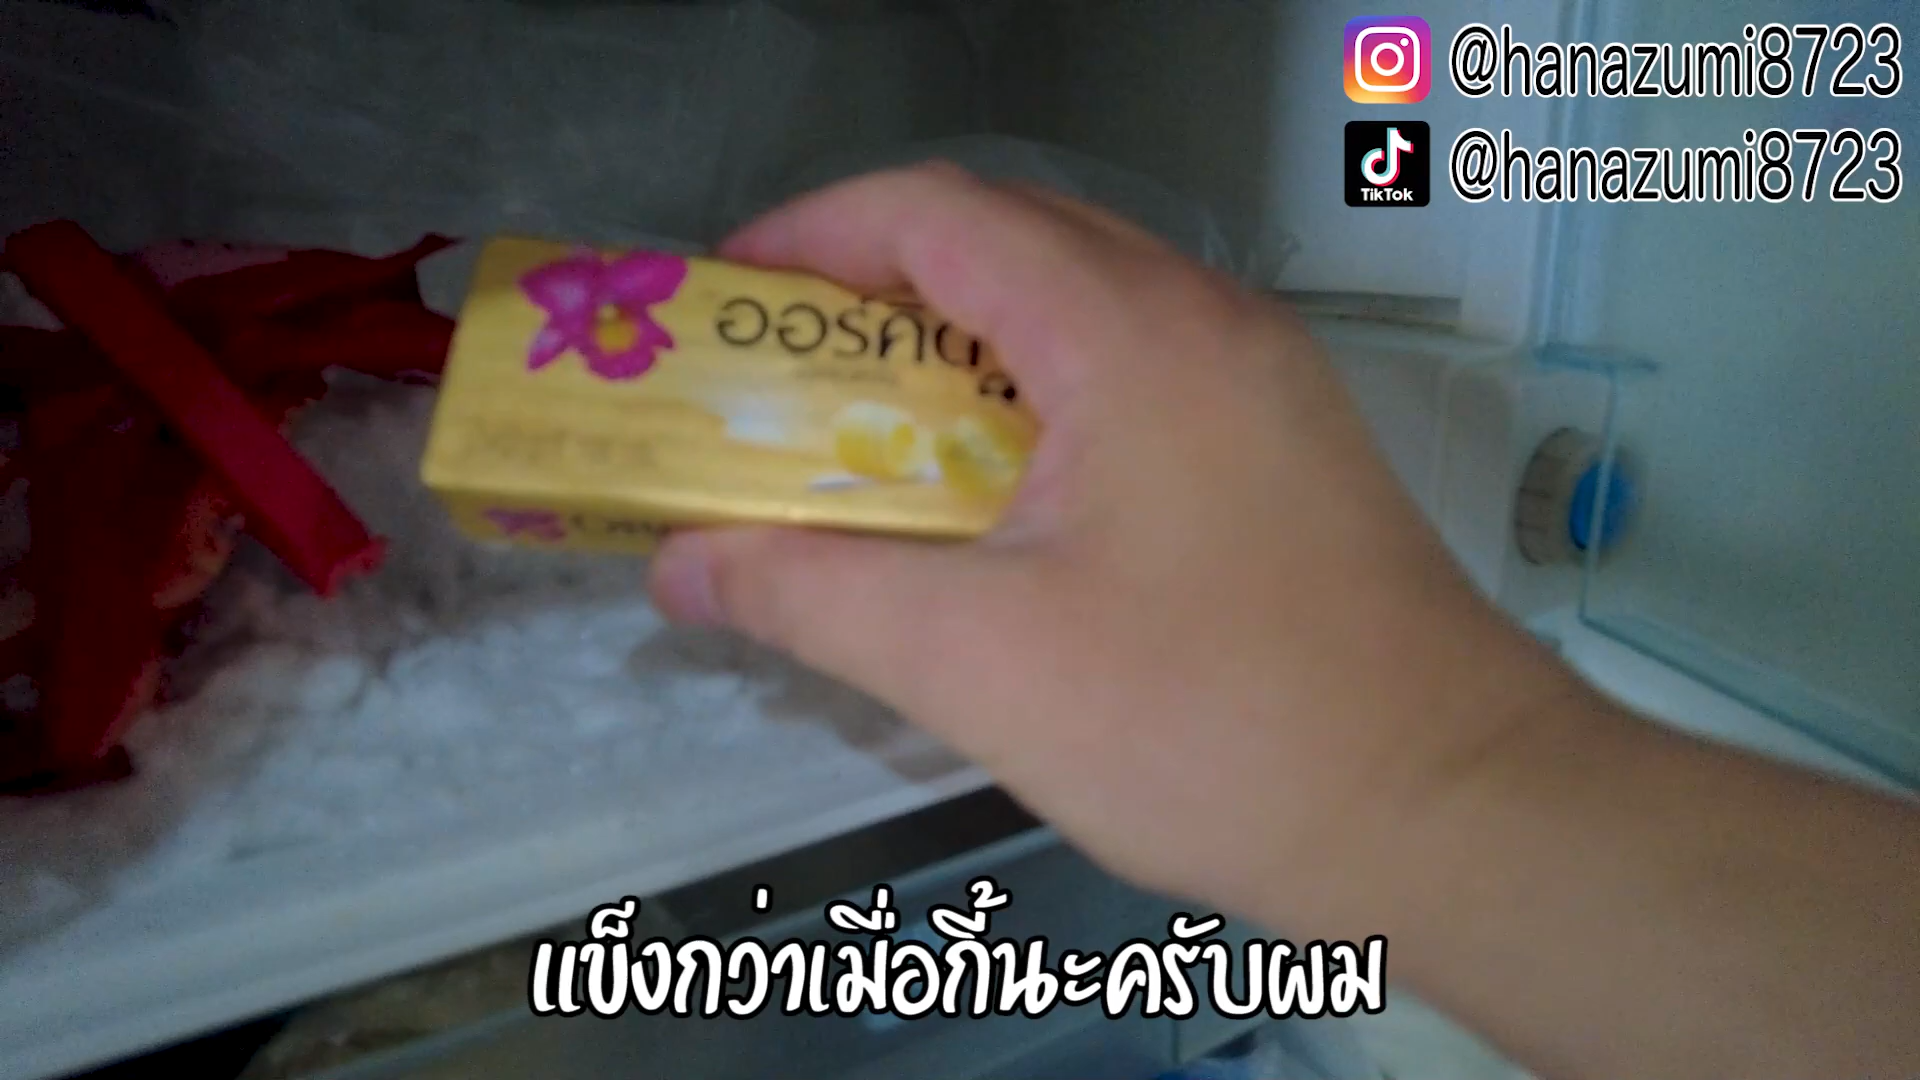 @hanazumi8723
TikTok
@hanazumi8723
ออร์คิด
แข็งกว่าเมื่อกี้นะครับผม